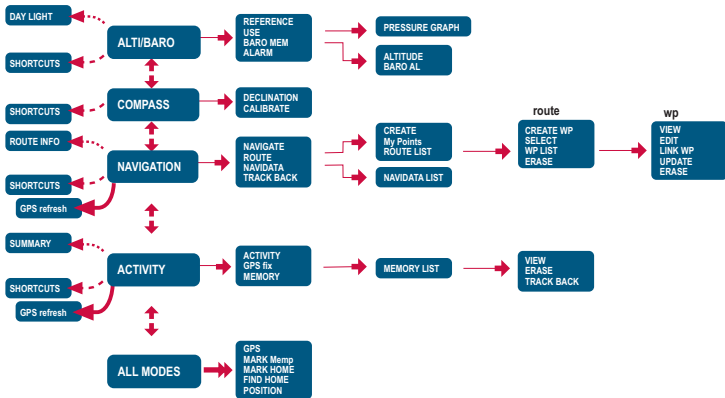 DAY LIGHT
SHORTCUTS
ALTI/BARO
REFERENCE
USE
BARO MEM
ALARM
PRESSURE GRAPH
ALTITUDE
BARO AL
SHORTCUTS
COMPASS
DECLINATION
CALIBRATE
ROUTE INFO
SHORTCUTS
GPS refresh
NAVIGATION
NAVIGATE
ROUTE
NAVIDATA
TRACK BACK
CREATE
My Points
ROUTE LIST
NAVIDATA LIST
route
CREATE WP
SELECT
WP LIST
ERASE
wp
VIEW
EDIT
LINK WP
UPDATE
ERASE
SUMMARY
SHORTCUTS
GPS refresh
ACTIVITY
ACTIVITY
GPS fix
MEMORY
MEMORY LIST
VIEW
ERASE
TRACK BACK
ALL MODES
GPS
MARK Memp
MARK HOME
FIND HOME
POSITION